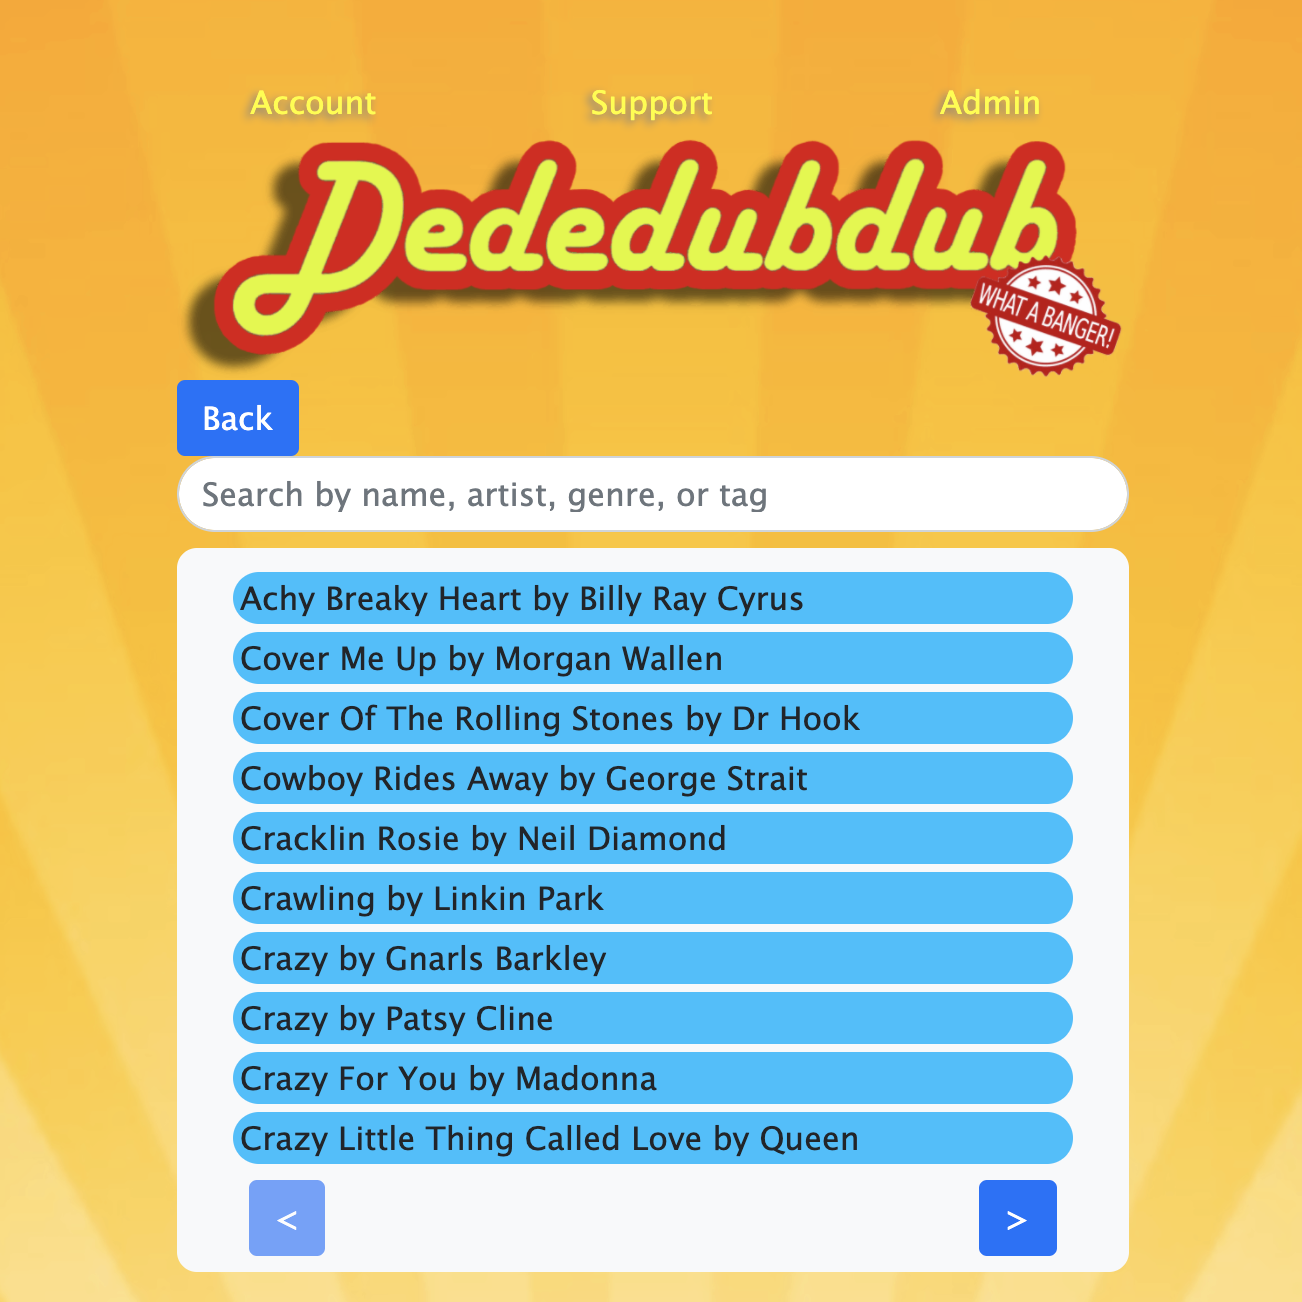 Account Support Admin
Dededubdub
WHAT A BANGER!
Back
Search by name, artist, genre, or tag
Achy Breaky Heart by Billy Ray Cyrus
Cover Me Up by Morgan Wallen
Cover Of The Rolling Stones by Dr Hook
Cowboy Rides Away by George Strait
Cracklin Rosie by Neil Diamond
Crawling by Linkin Park
Crazy by Gnarls Barkley
Crazy by Patsy Cline
Crazy For You by Madonna
Crazy Little Thing Called Love by Queen
< >